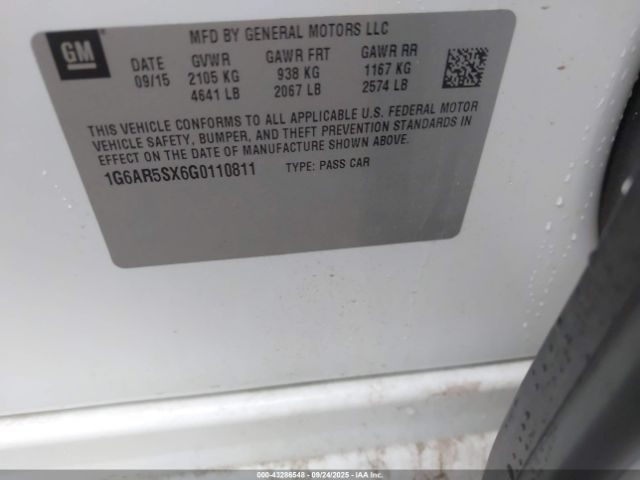 GM
MFD BY GENERAL MOTORS LLC
DATE GVWR GAWR FRT GAWR RR
09/15 2105 KG 938 KG 1167 KG
4641 LB 2067 LB 2574 LB
THIS VEHICLE CONFORMS TO ALL APPLICABLE U.S. FEDERAL MOTOR
VEHICLE SAFETY, BUMPER, AND THEFT PREVENTION STANDARDS IN
EFFECT ON THE DATE OF MANUFACTURE SHOWN ABOVE.
1G6AR5SX6G0110811 TYPE: PASS CAR
000-43286548 - 09/24/2025 - IAAI.COM